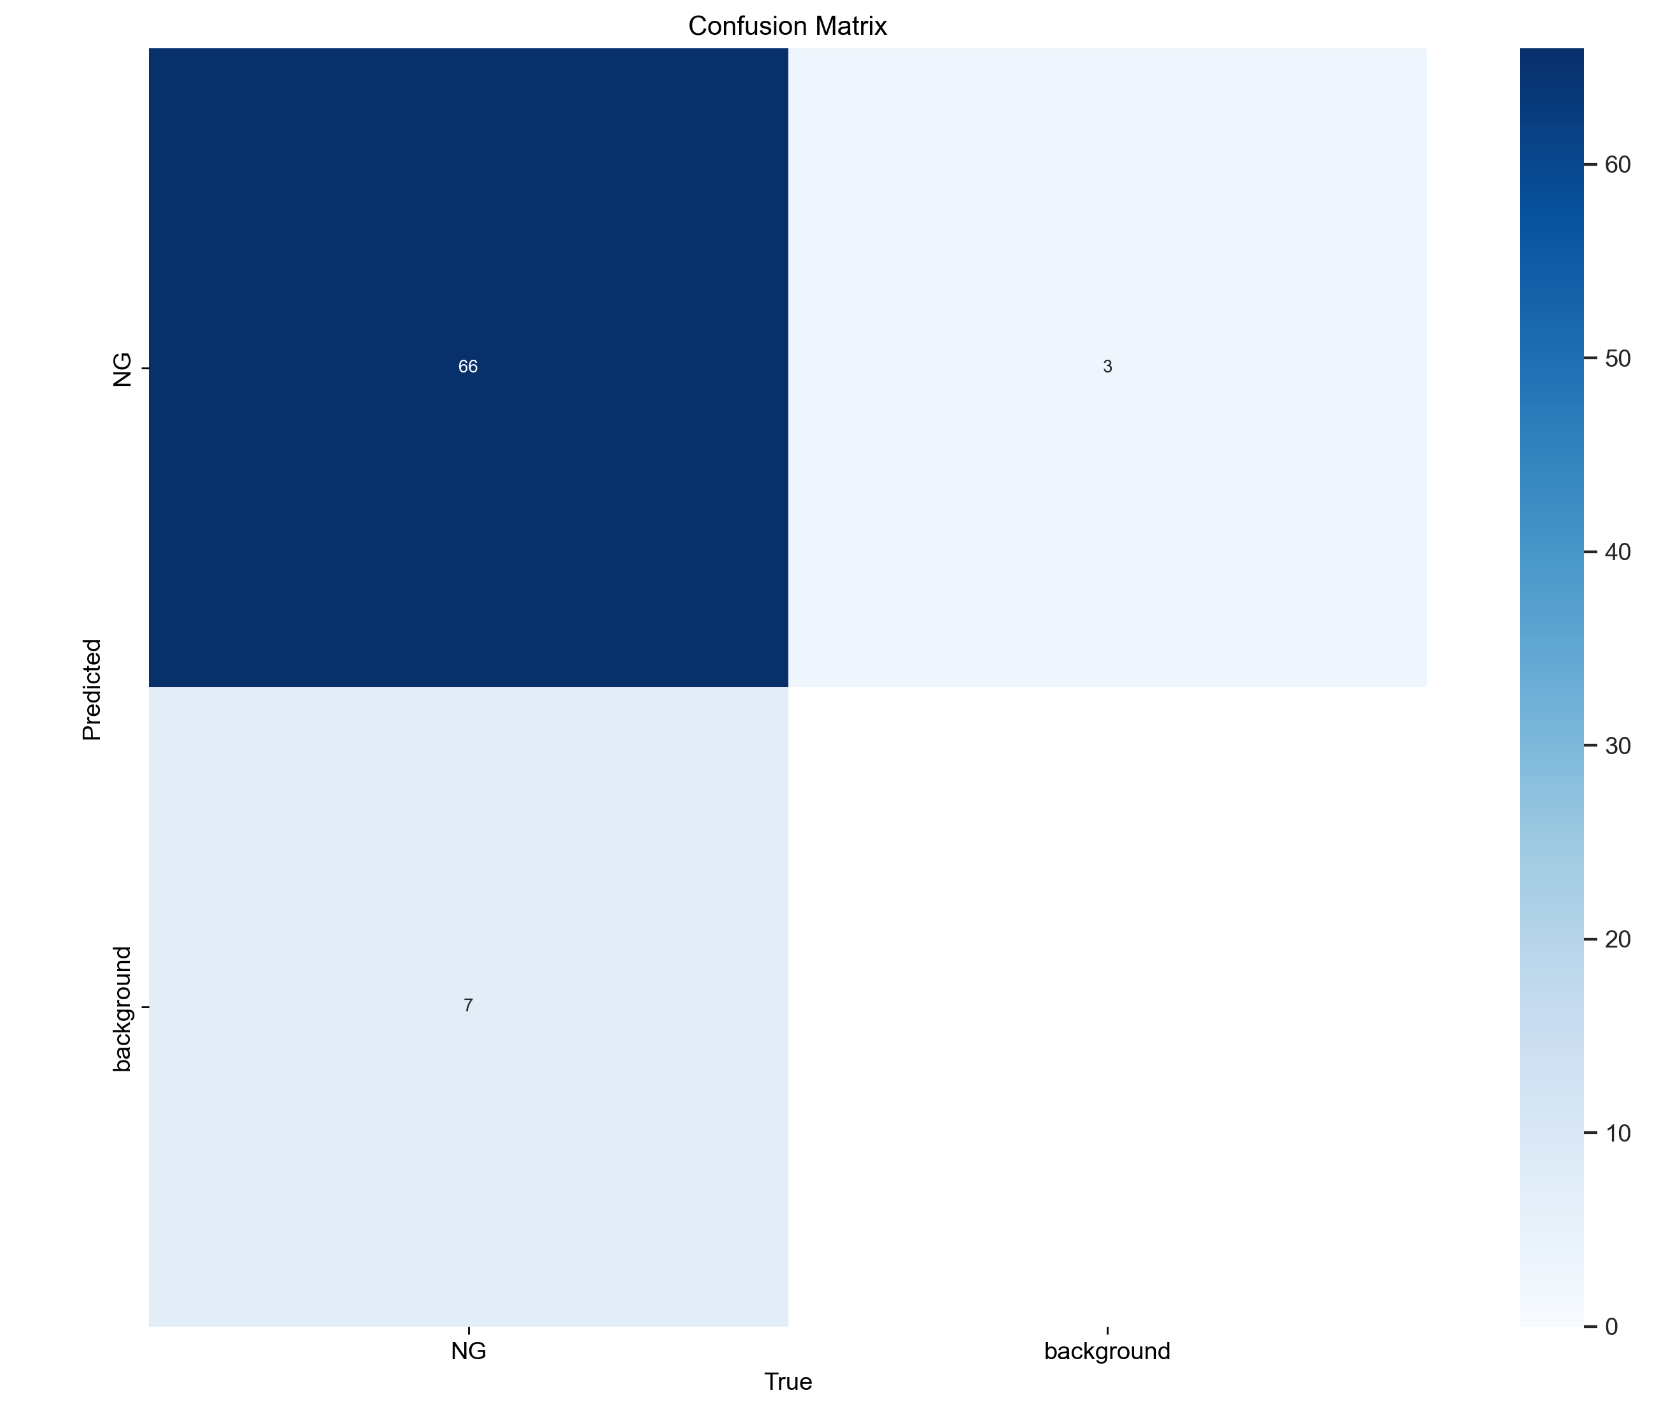 Confusion Matrix
NG
66
3
Predicted
background
7
NG
background
True
60
50
40
30
20
10
0